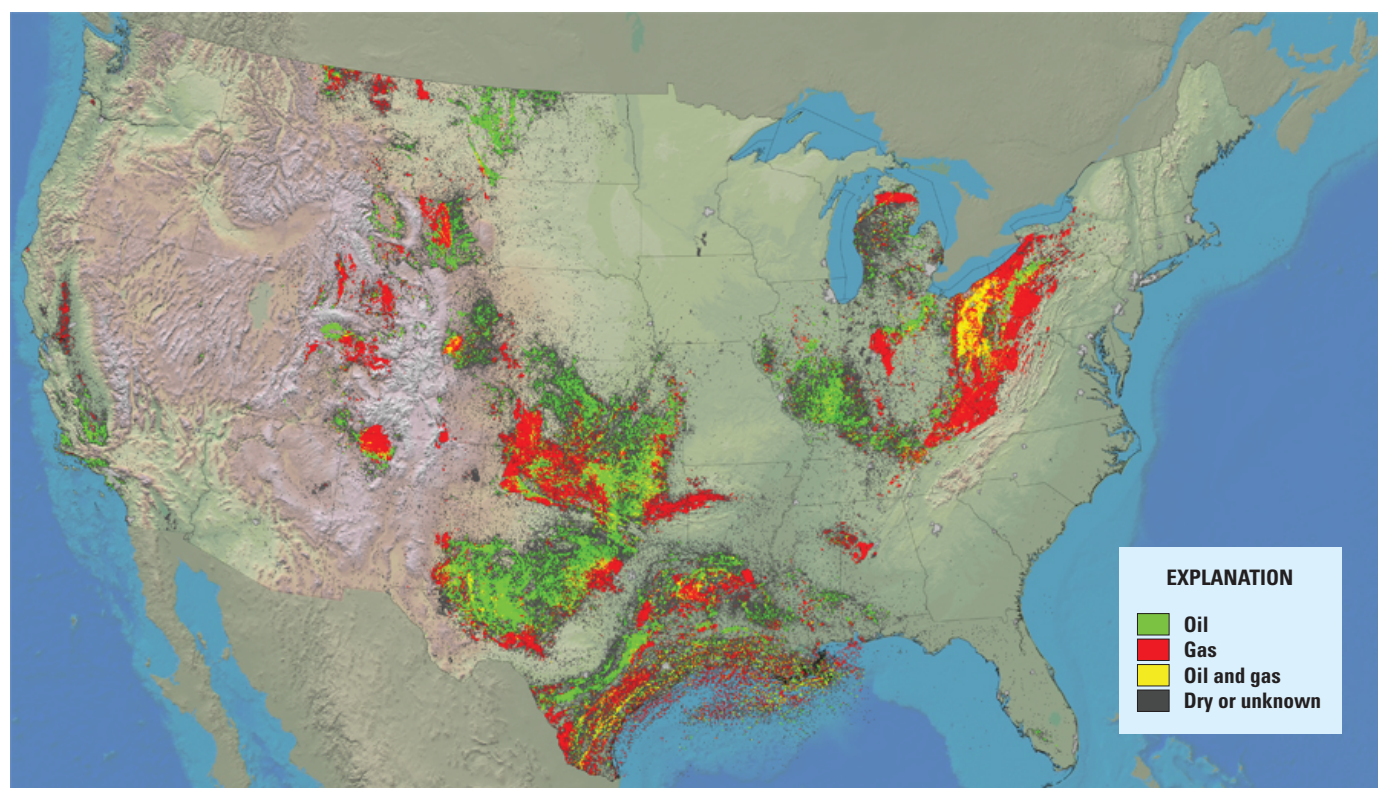 EXPLANATION
Oil
Gas
Oil and gas
Dry or unknown